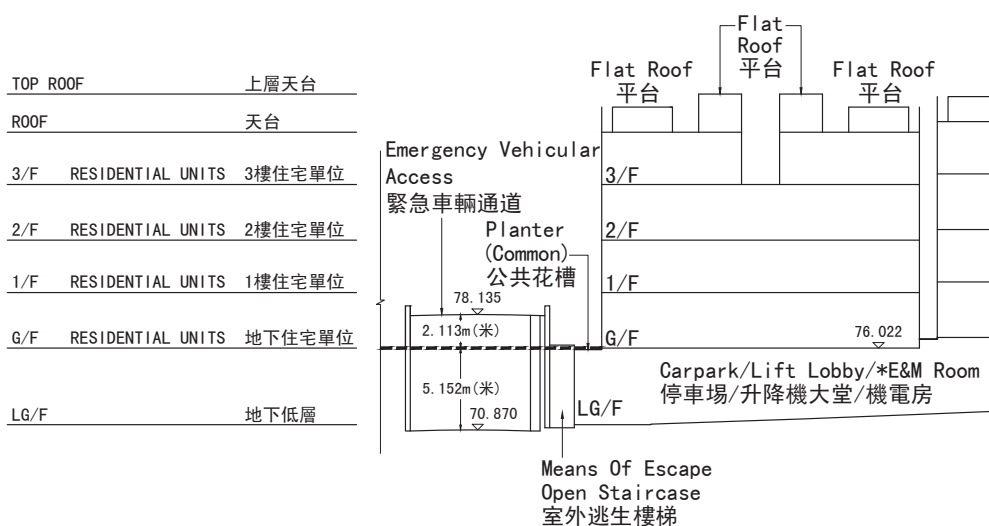 Flat
Roof
平台
Flat Roof
平台
Flat Roof
平台
TOP ROOF 上層天台
ROOF 天台
3/F RESIDENTIAL UNITS 3樓住宅單位
2/F RESIDENTIAL UNITS 2樓住宅單位
1/F RESIDENTIAL UNITS 1樓住宅單位
G/F RESIDENTIAL UNITS 地下住宅單位
LG/F 地下低層
Emergency Vehicular
Access
緊急車輛通道
Planter
(Common)
公共花槽
3/F
2/F
1/F
G/F
LG/F
78.135
2.113m(米)
5.152m(米)
70.870
76.022
Carpark/Lift Lobby/*E&M Room
停車場/升降機大堂/機電房
Means Of Escape
Open Staircase
室外逃生樓梯